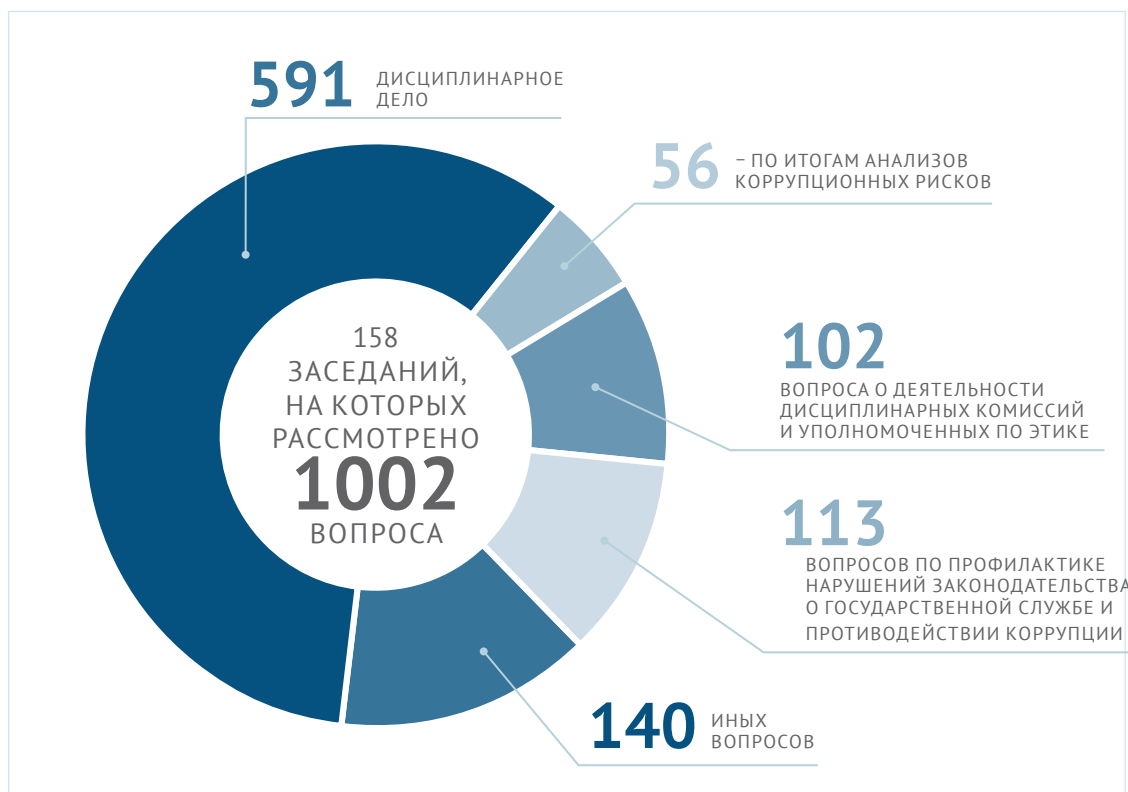 591
ДИСЦИПЛИНАРНОЕ
ДЕЛО
56
– ПО ИТОГАМ АНАЛИЗОВ
КОРРУПЦИОННЫХ РИСКОВ
158
ЗАСЕДАНИЙ,
НА КОТОРЫХ
РАССМОТРЕНО
1002
ВОПРОСА
102
ВОПРОСА О ДЕЯТЕЛЬНОСТИ
ДИСЦИПЛИНАРНЫХ КОМИССИЙ
И УПОЛНОМОЧЕННЫХ ПО ЭТИКЕ
113
ВОПРОСОВ ПО ПРОФИЛАКТИКЕ
НАРУШЕНИЙ ЗАКОНОДАТЕЛЬСТВА
О ГОСУДАРСТВЕННОЙ СЛУЖБЕ И
ПРОТИВОДЕЙСТВИИ КОРРУПЦИИ
140
ИНЫХ
ВОПРОСОВ